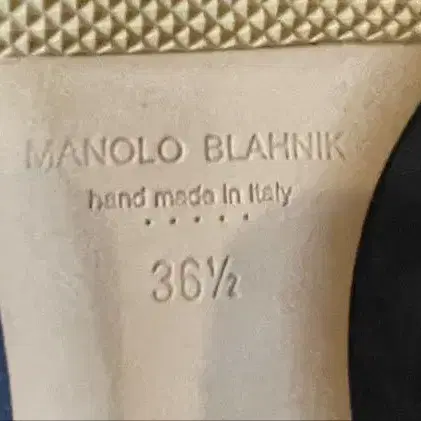 MANOLO BLAHNIK
hand made in Italy
• • • • •
36½